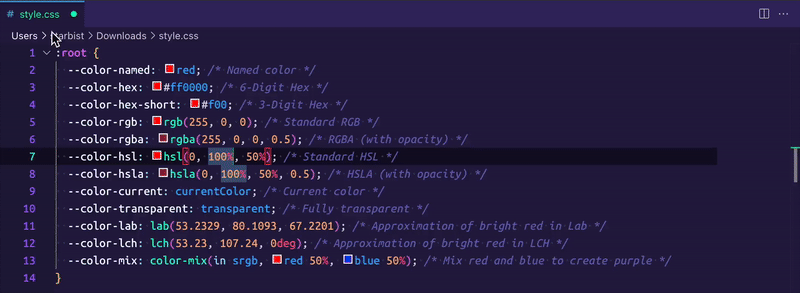 # style.css
Users > arbist > Downloads > style.css
1 :root {
2 --color-named: red; /* Named color */
3 --color-hex: #ff0000; /* 6-Digit Hex */
4 --color-hex-short: #f00; /* 3-Digit Hex */
5 --color-rgb: rgb(255, 0, 0); /* Standard RGB */
6 --color-rgba: rgba(255, 0, 0, 0.5); /* RGBA (with opacity) */
7 --color-hsl: hsl(0, 100%, 50%); /* Standard HSL */
8 --color-hsla: hsla(0, 100%, 50%, 0.5); /* HSLA (with opacity) */
9 --color-current: currentColor; /* Current color */
10 --color-transparent: transparent; /* Fully transparent */
11 --color-lab: lab(53.2329, 80.1093, 67.2201); /* Approximation of bright red in Lab */
12 --color-lch: lch(53.23, 107.24, 0deg); /* Approximation of bright red in LCH */
13 --color-mix: color-mix(in srgb, red 50%, blue 50%); /* Mix red and blue to create purple */
14 }